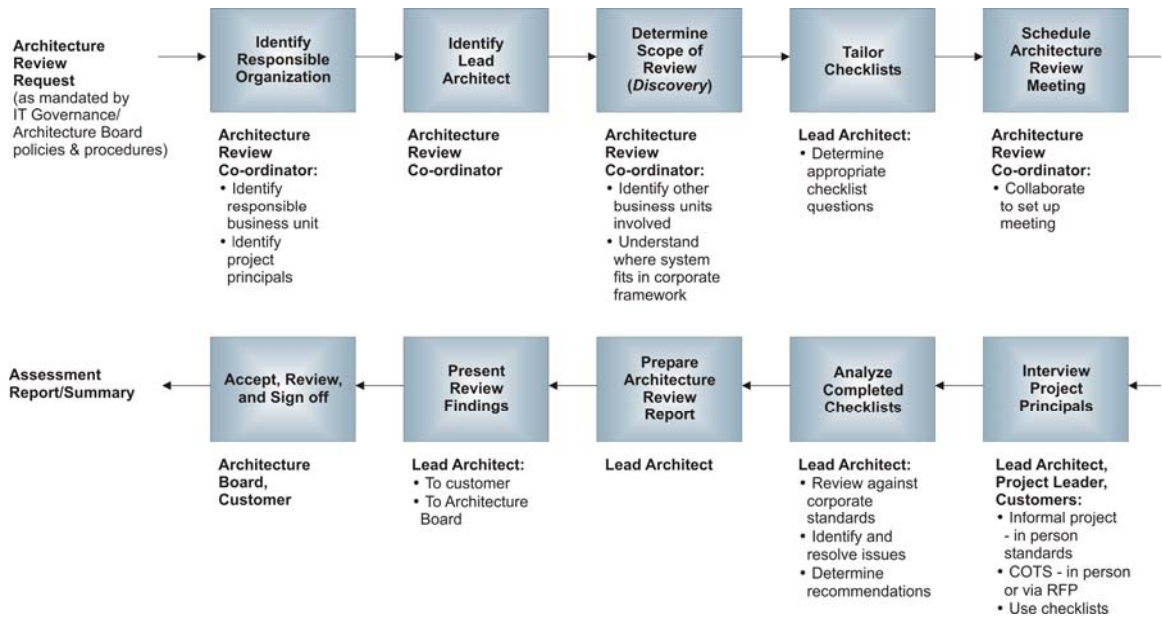 Architecture
Review
Request
(as mandated by
IT Governance/
Architecture Board
policies & procedures)
Identify
Responsible
Organization
Architecture
Review
Co-ordinator:
• Identify
responsible
business unit
• Identify
project
principals
Identify
Lead
Architect
Architecture
Review
Co-ordinator
Determine
Scope of
Review
(Discovery)
Architecture
Review
Co-ordinator:
• Identify other
business units
involved
• Understand
where system
fits in corporate
framework
Tailor
Checklists
Lead Architect:
• Determine
appropriate
checklist
questions
Schedule
Architecture
Review
Meeting
Architecture
Review
Co-ordinator:
• Collaborate
to set up
meeting
Interview
Project
Principals
Lead Architect,
Project Leader,
Customers:
• Informal project
- in person
standards
• COTS - in person
or via RFP
• Use checklists
Analyze
Completed
Checklists
Lead Architect:
• Review against
corporate
standards
• Identify and
resolve issues
• Determine
recommendations
Prepare
Architecture
Review
Report
Lead Architect
Present
Review
Findings
Lead Architect:
• To customer
• To Architecture
Board
Accept, Review,
and Sign off
Architecture
Board,
Customer
Assessment
Report/Summary